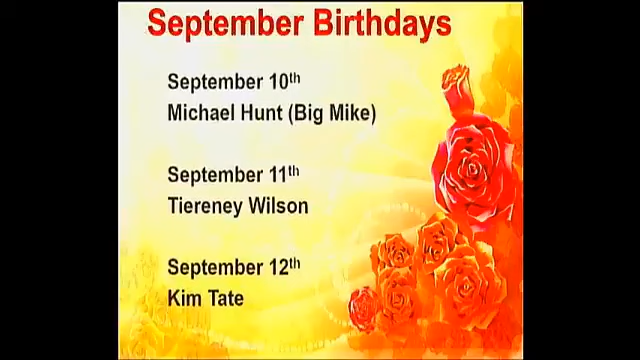 September Birthdays
September 10th
Michael Hunt (Big Mike)
September 11th
Tiereney Wilson
September 12th
Kim Tate